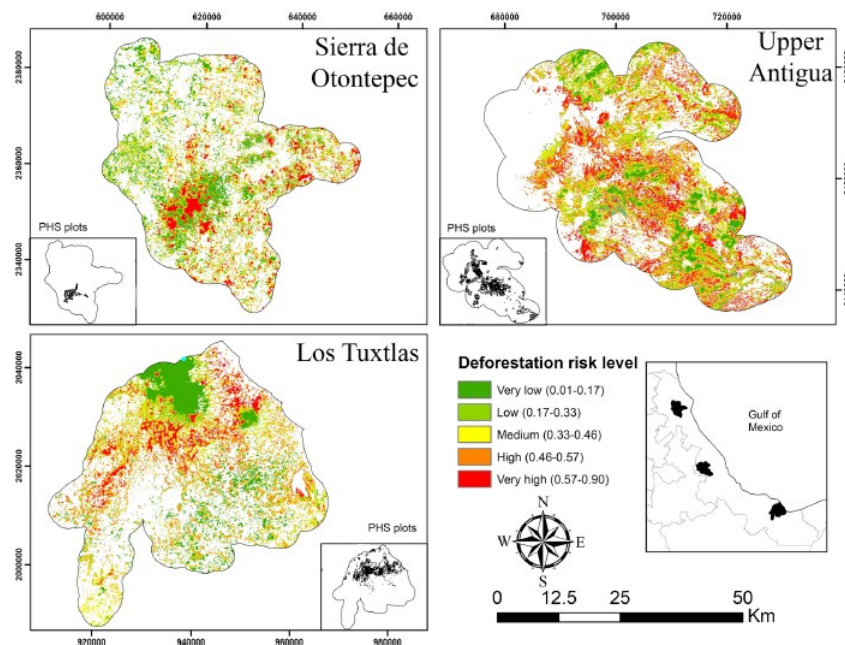 600000 620000 640000 660000
680000 700000 720000
2380000
2360000
2340000
Sierra de
Otontepec
PHS plots
Upper
Antigua
PHS plots
Los Tuxtlas
2040000
2020000
2000000
PHS plots
920000 940000 960000 980000
Deforestation risk level
Very low (0.01-0.17)
Low (0.17-0.33)
Medium (0.33-0.46)
High (0.46-0.57)
Very high (0.57-0.90)
Gulf of
Mexico
N
W E
S
0 12.5 25 50
Km